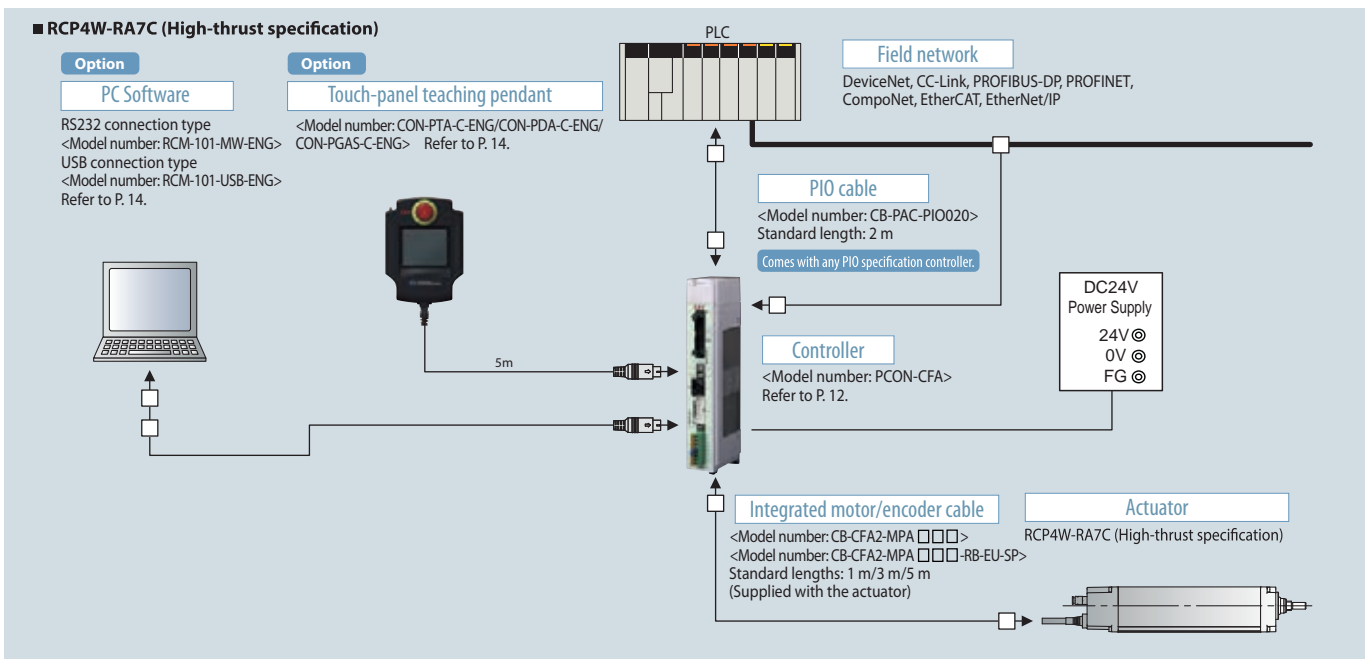 ■ RCP4W-RA7C (High-thrust specification)
Option
PC Software
RS232 connection type
<Model number: RCM-101-MW-ENG>
USB connection type
<Model number: RCM-101-USB-ENG>
Refer to P. 14.
Option
Touch-panel teaching pendant
<Model number: CON-PTA-C-ENG/CON-PDA-C-ENG/
CON-PGAS-C-ENG> Refer to P. 14.
PLC
Field network
DeviceNet, CC-Link, PROFIBUS-DP, PROFINET,
CompoNet, EtherCAT, EtherNet/IP
PIO cable
<Model number: CB-PAC-PIO020>
Standard length: 2 m
Comes with any PIO specification controller.
DC24V
Power Supply
24V
0V
FG
5m
Controller
<Model number: PCON-CFA>
Refer to P. 12.
Integrated motor/encoder cable
<Model number: CB-CFA2-MPA □□□>
<Model number: CB-CFA2-MPA □□□-RB-EU-SP>
Standard lengths: 1 m/3 m/5 m
(Supplied with the actuator)
Actuator
RCP4W-RA7C (High-thrust specification)